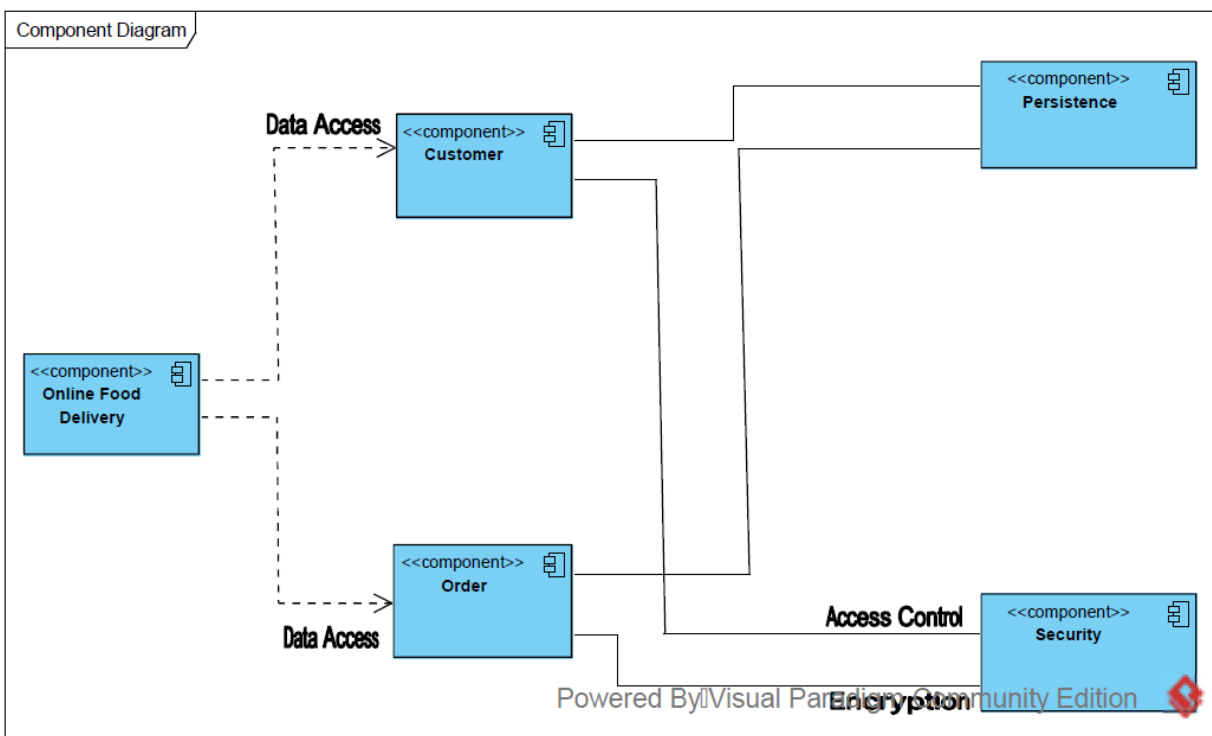 Component Diagram
<<component>>
Persistence
Data Access
<<component>>
Customer
<<component>>
Online Food
Delivery
<<component>>
Order
Data Access
Access Control
<<component>>
Security
Encryption
Powered By Visual Paradigm Community Edition